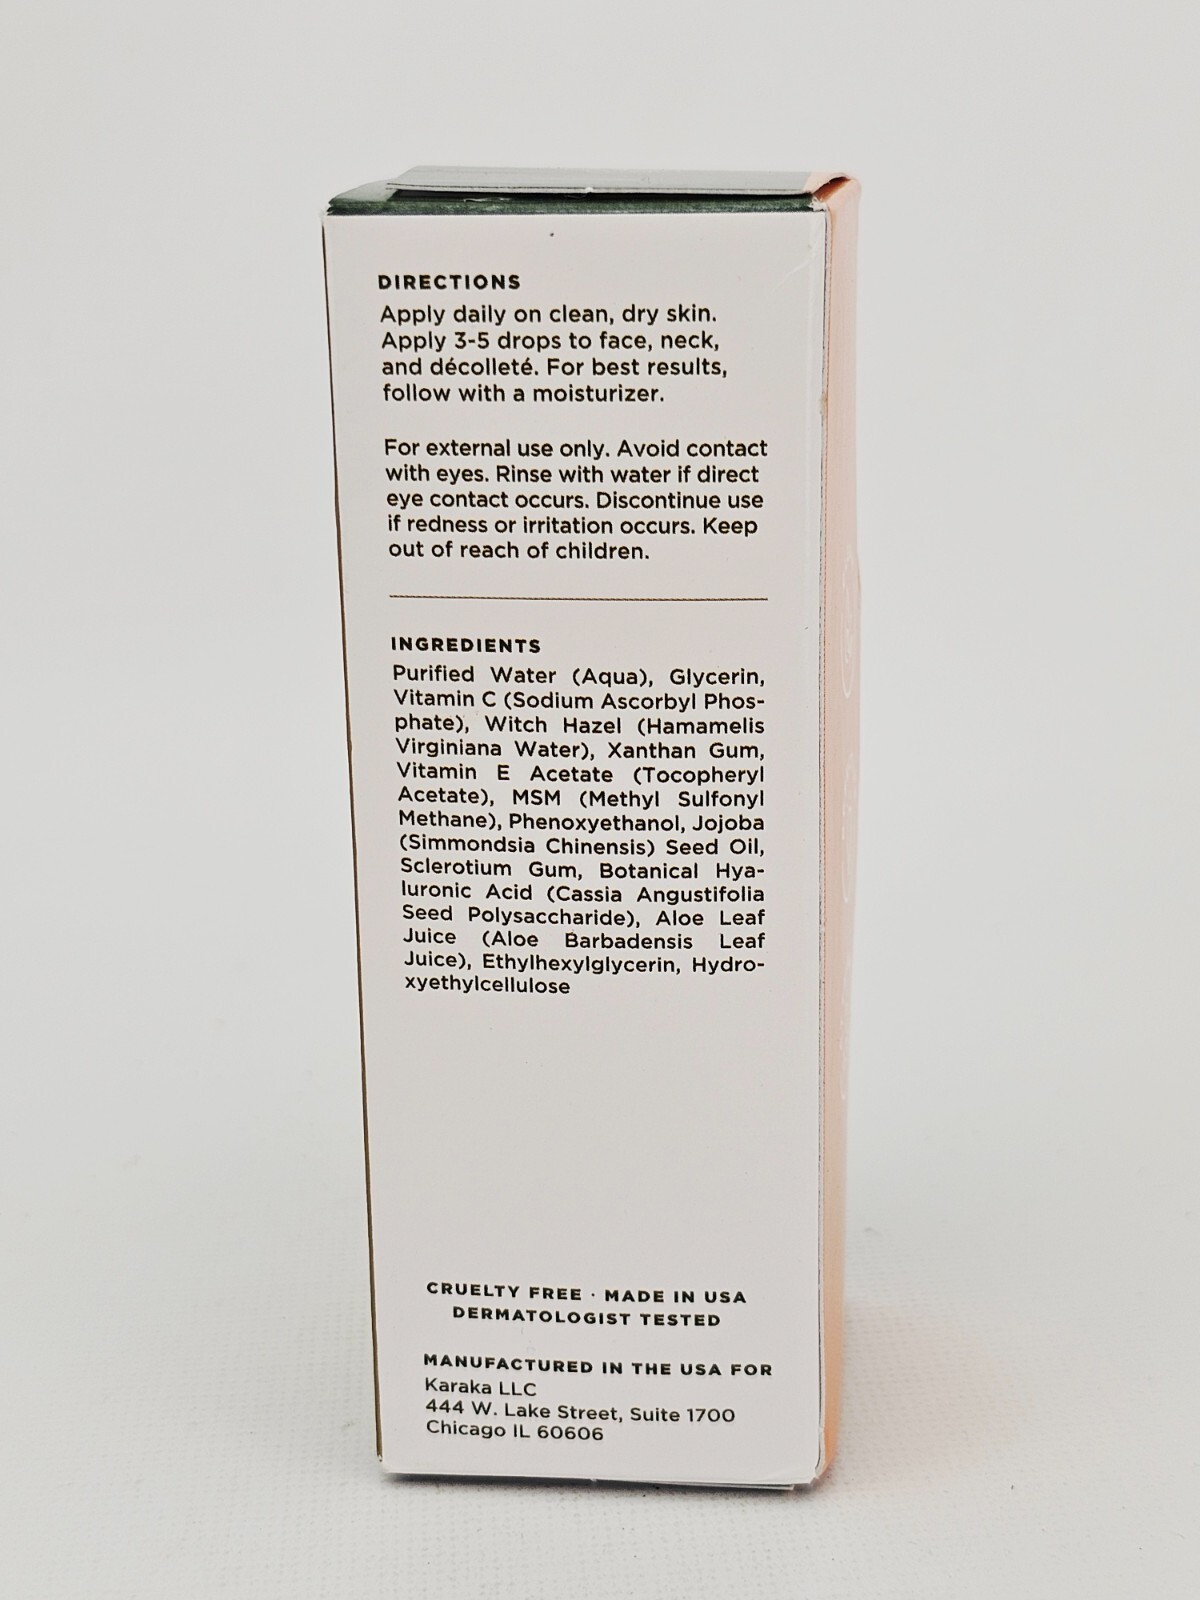 DIRECTIONS
Apply daily on clean, dry skin.
Apply 3-5 drops to face, neck,
and décolleté. For best results,
follow with a moisturizer.
For external use only. Avoid contact
with eyes. Rinse with water if direct
eye contact occurs. Discontinue use
if redness or irritation occurs. Keep
out of reach of children.
INGREDIENTS
Purified Water (Aqua), Glycerin,
Vitamin C (Sodium Ascorbyl Phos-
phate), Witch Hazel (Hamamelis
Virginiana Water), Xanthan Gum,
Vitamin E Acetate (Tocopheryl
Acetate), MSM (Methyl Sulfonyl
Methane), Phenoxyethanol, Jojoba
(Simmondsia Chinensis) Seed Oil,
Sclerotium Gum, Botanical Hya-
luronic Acid (Cassia Angustifolia
Seed Polysaccharide), Aloe Leaf
Juice (Aloe Barbadensis Leaf
Juice), Ethylhexylglycerin, Hydro-
xyethylcellulose
CRUELTY FREE · MADE IN USA
DERMATOLOGIST TESTED
MANUFACTURED IN THE USA FOR
Karaka LLC
444 W. Lake Street, Suite 1700
Chicago IL 60606